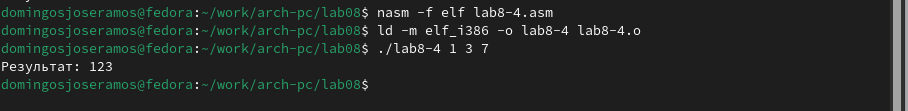 domingosjoseramos@fedora:~/work/arch-pc/lab08$ nasm -f elf lab8-4.asm
domingosjoseramos@fedora:~/work/arch-pc/lab08$ ld -m elf_i386 -o lab8-4 lab8-4.o
domingosjoseramos@fedora:~/work/arch-pc/lab08$ ./lab8-4 1 3 7
Результат: 123
domingosjoseramos@fedora:~/work/arch-pc/lab08$